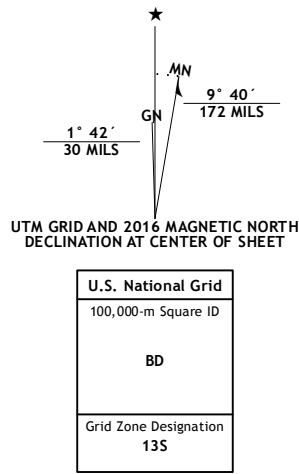 ★
MN
GN
9° 40´
172 MILS
1° 42´
30 MILS
UTM GRID AND 2016 MAGNETIC NORTH
DECLINATION AT CENTER OF SHEET
U.S. National Grid
100,000-m Square ID
BD
Grid Zone Designation
13S